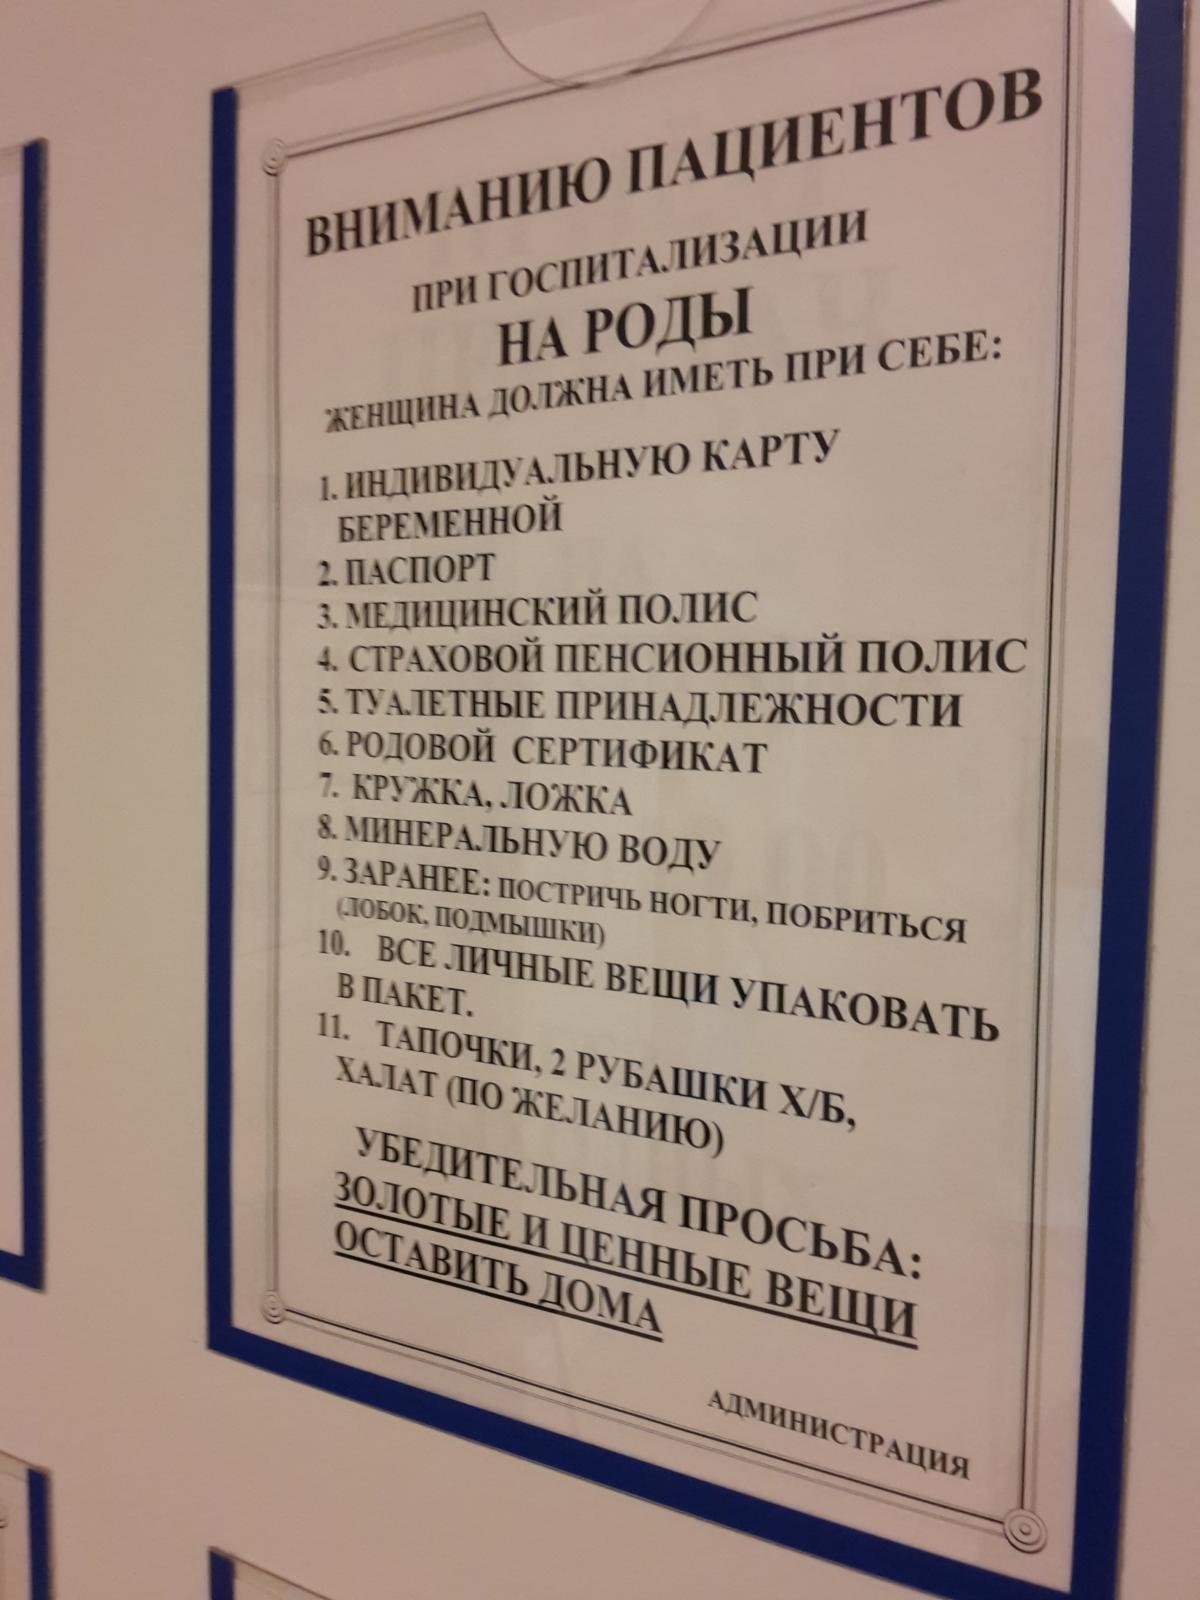 ВНИМАНИЮ ПАЦИЕНТОВ
ПРИ ГОСПИТАЛИЗАЦИИ
НА РОДЫ
ЖЕНЩИНА ДОЛЖНА ИМЕТЬ ПРИ СЕБЕ:
1. ИНДИВИДУАЛЬНУЮ КАРТУ
БЕРЕМЕННОЙ
2. ПАСПОРТ
3. МЕДИЦИНСКИЙ ПОЛИС
4. СТРАХОВОЙ ПЕНСИОННЫЙ ПОЛИС
5. ТУАЛЕТНЫЕ ПРИНАДЛЕЖНОСТИ
6. РОДОВОЙ СЕРТИФИКАТ
7. КРУЖКА, ЛОЖКА
8. МИНЕРАЛЬНУЮ ВОДУ
9. ЗАРАНЕЕ: ПОСТРИЧЬ НОГТИ, ПОБРИТЬСЯ
(ЛОБОК, ПОДМЫШКИ)
10. ВСЕ ЛИЧНЫЕ ВЕЩИ УПАКОВАТЬ
В ПАКЕТ.
11. ТАПОЧКИ, 2 РУБАШКИ Х/Б,
ХАЛАТ (ПО ЖЕЛАНИЮ)
УБЕДИТЕЛЬНАЯ ПРОСЬБА:
ЗОЛОТЫЕ И ЦЕННЫЕ ВЕЩИ
ОСТАВИТЬ ДОМА
АДМИНИСТРАЦИЯ